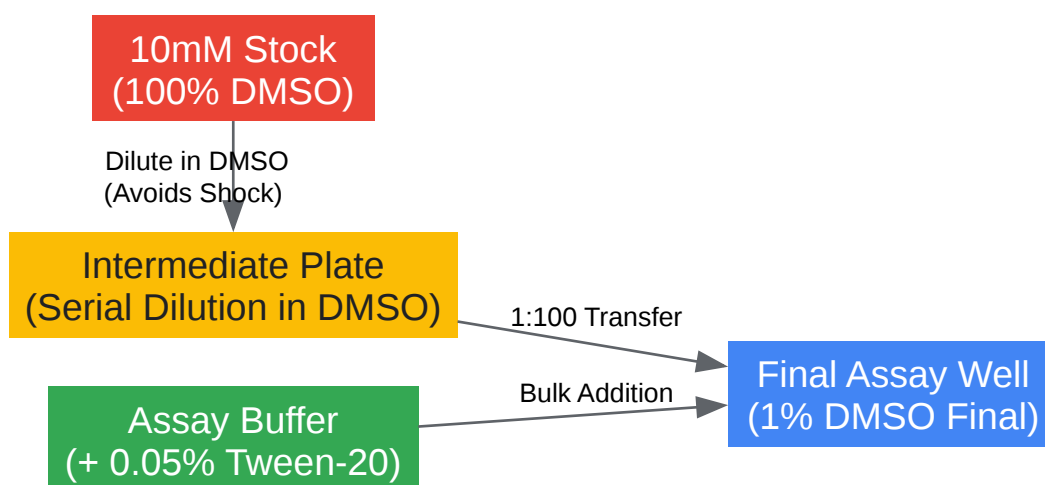 10mM Stock
(100% DMSO)
Dilute in DMSO
(Avoids Shock)
Intermediate Plate
(Serial Dilution in DMSO)
1:100 Transfer
Final Assay Well
(1% DMSO Final)
Bulk Addition
Assay Buffer
(+ 0.05% Tween-20)